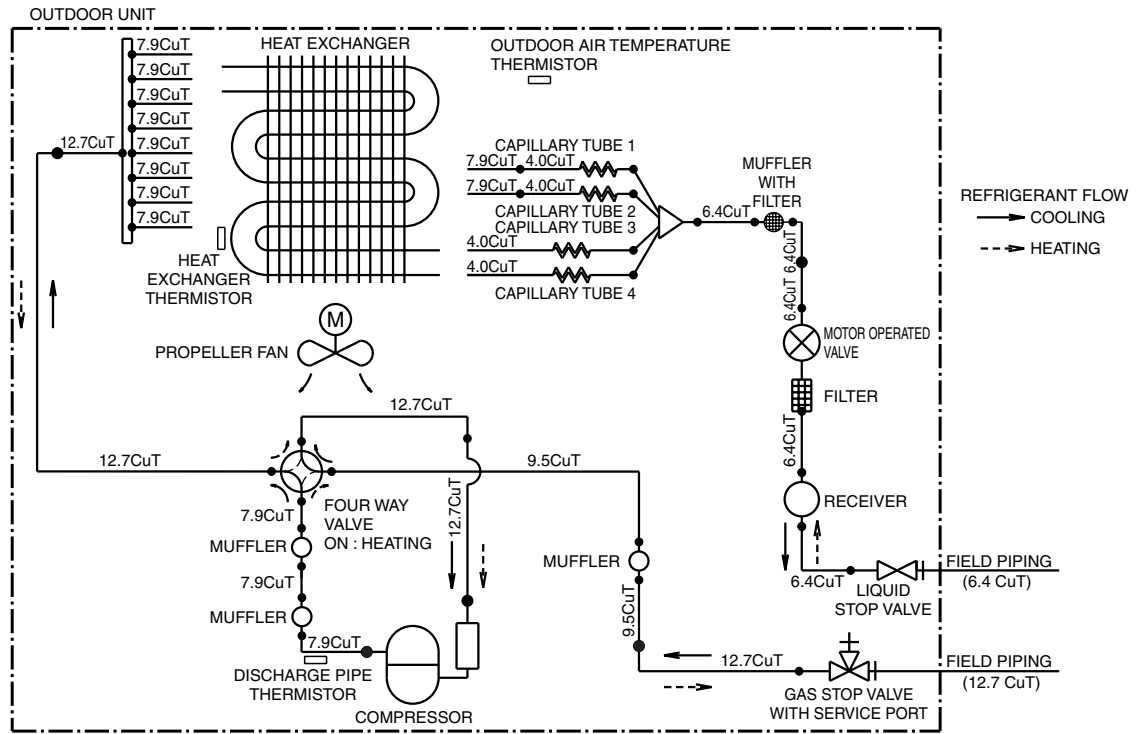 OUTDOOR UNIT
7.9CuT
7.9CuT
7.9CuT
7.9CuT
7.9CuT
7.9CuT
7.9CuT
7.9CuT
12.7CuT
HEAT EXCHANGER
OUTDOOR AIR TEMPERATURE
THERMISTOR
HEAT
EXCHANGER
THERMISTOR
CAPILLARY TUBE 1
7.9CuT 4.0CuT
7.9CuT 4.0CuT
CAPILLARY TUBE 2
CAPILLARY TUBE 3
4.0CuT
4.0CuT
CAPILLARY TUBE 4
6.4CuT
MUFFLER
WITH
FILTER
6.4CuT
6.4CuT
MOTOR OPERATED
VALVE
FILTER
6.4CuT
RECEIVER
REFRIGERANT FLOW
COOLING
HEATING
M
PROPELLER FAN
12.7CuT
12.7CuT
9.5CuT
FOUR WAY
VALVE
ON : HEATING
12.7CuT
7.9CuT
MUFFLER
7.9CuT
MUFFLER
7.9CuT
DISCHARGE PIPE
THERMISTOR
COMPRESSOR
MUFFLER
9.5CuT
6.4CuT
LIQUID
STOP VALVE
FIELD PIPING
(6.4 CuT)
12.7CuT
GAS STOP VALVE
WITH SERVICE PORT
FIELD PIPING
(12.7 CuT)